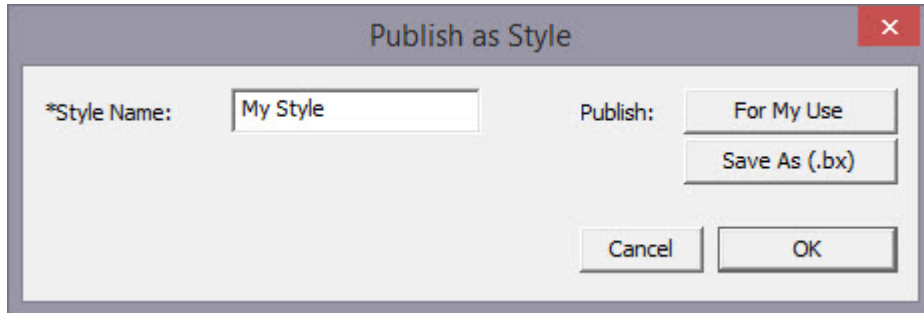 Publish as Style
*Style Name: My Style Publish: For My Use
Save As (.bx)
Cancel OK